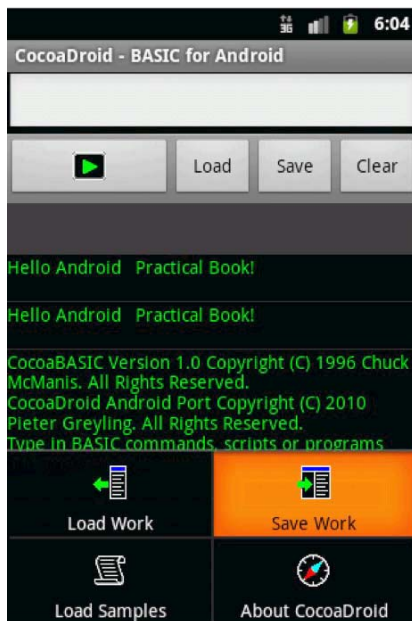 3G 6:04
CocoaDroid - BASIC for Android
Load Save Clear
Hello Android   Practical Book!
Hello Android   Practical Book!
CocoaBASIC Version 1.0 Copyright (C) 1996 Chuck
McManis. All Rights Reserved.
CocoaDroid Android Port Copyright (C) 2010
Pieter Greyling. All Rights Reserved.
Type in BASIC commands, scripts or programs
Load Work Save Work
Load Samples About CocoaDroid